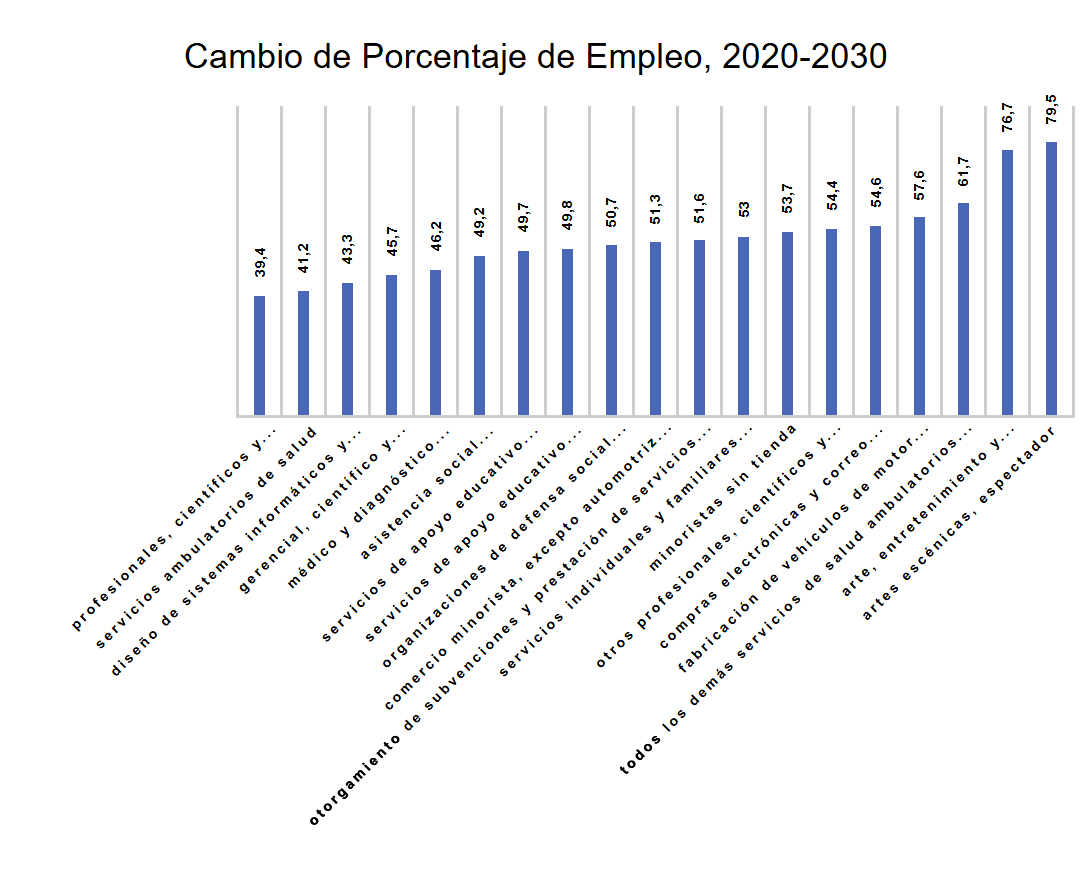 Cambio de Porcentaje de Empleo, 2020-2030
39,4
41,2
43,3
45,7
46,2
49,2
49,7
49,8
50,7
51,3
51,6
53
53,7
54,4
54,6
57,6
61,7
76,7
79,5
profesionales, científicos y...
servicios ambulatorios de salud
diseño de sistemas informáticos y...
gerencial, científico y...
médico y diagnóstico...
asistencia social...
servicios de apoyo educativo...
servicios de apoyo educativo...
organizaciones de defensa social...
comercio minorista, excepto automotriz...
otorgamiento de subvenciones y prestación de servicios...
servicios individuales y familiares...
minoristas sin tienda
otros profesionales, científicos y...
compras electrónicas y correo...
fabricación de vehículos de motor...
todos los demás servicios de salud ambulatorios...
arte, entretenimiento y...
artes escénicas, espectador